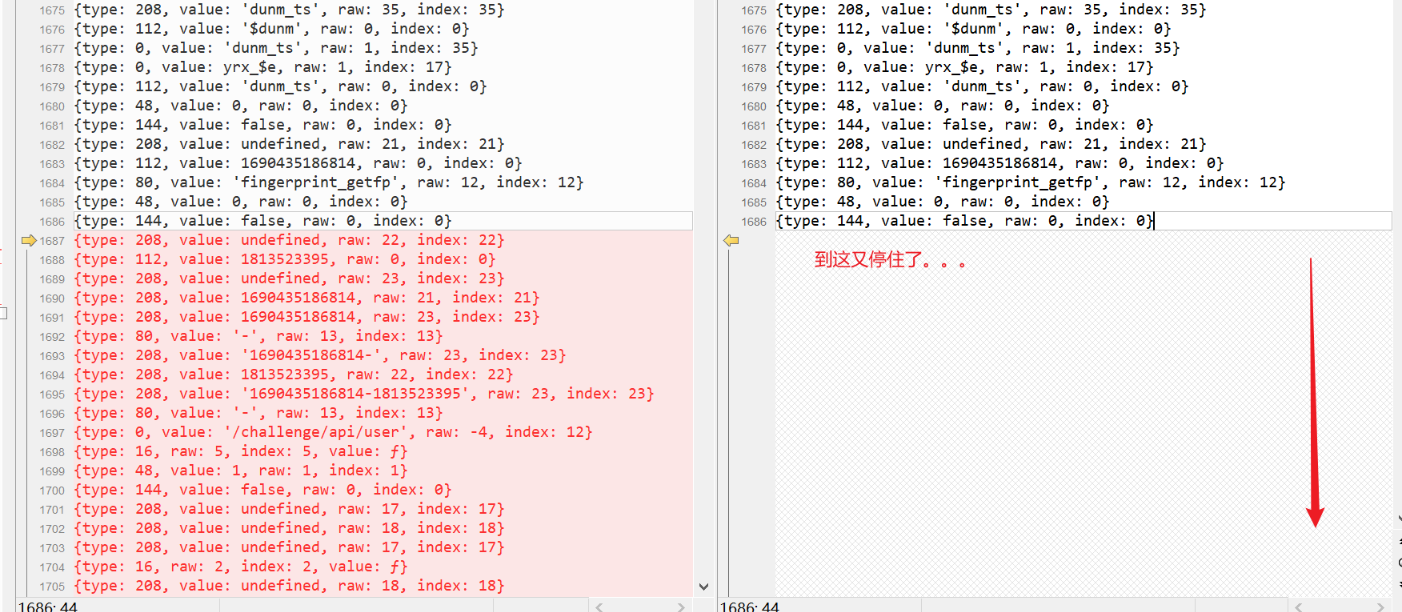 1675 {type: 208, value: 'dunm_ts', raw: 35, index: 35}
1676 {type: 112, value: '$dunm', raw: 0, index: 0}
1677 {type: 0, value: 'dunm_ts', raw: 1, index: 35}
1678 {type: 0, value: yrx_$e, raw: 1, index: 17}
1679 {type: 112, value: 'dunm_ts', raw: 0, index: 0}
1680 {type: 48, value: 0, raw: 0, index: 0}
1681 {type: 144, value: false, raw: 0, index: 0}
1682 {type: 208, value: undefined, raw: 21, index: 21}
1683 {type: 112, value: 1690435186814, raw: 0, index: 0}
1684 {type: 80, value: 'fingerprint_getfp', raw: 12, index: 12}
1685 {type: 48, value: 0, raw: 0, index: 0}
1686 {type: 144, value: false, raw: 0, index: 0}
1687 {type: 208, value: undefined, raw: 22, index: 22}
1688 {type: 112, value: 1813523395, raw: 0, index: 0}
1689 {type: 208, value: undefined, raw: 23, index: 23}
1690 {type: 208, value: 1690435186814, raw: 21, index: 21}
1691 {type: 208, value: 1690435186814, raw: 23, index: 23}
1692 {type: 80, value: '-', raw: 13, index: 13}
1693 {type: 208, value: '1690435186814-', raw: 23, index: 23}
1694 {type: 208, value: 1813523395, raw: 22, index: 22}
1695 {type: 208, value: '1690435186814-1813523395', raw: 23, index: 23}
1696 {type: 80, value: '-', raw: 13, index: 13}
1697 {type: 0, value: '/challenge/api/user', raw: -4, index: 12}
1698 {type: 16, raw: 5, index: 5, value: ƒ}
1699 {type: 48, value: 1, raw: 1, index: 1}
1700 {type: 144, value: false, raw: 0, index: 0}
1701 {type: 208, value: undefined, raw: 17, index: 17}
1702 {type: 208, value: undefined, raw: 18, index: 18}
1703 {type: 208, value: undefined, raw: 17, index: 17}
1704 {type: 16, raw: 2, index: 2, value: ƒ}
1705 {type: 208, value: undefined, raw: 18, index: 18}
1686: 44
1675 {type: 208, value: 'dunm_ts', raw: 35, index: 35}
1676 {type: 112, value: '$dunm', raw: 0, index: 0}
1677 {type: 0, value: 'dunm_ts', raw: 1, index: 35}
1678 {type: 0, value: yrx_$e, raw: 1, index: 17}
1679 {type: 112, value: 'dunm_ts', raw: 0, index: 0}
1680 {type: 48, value: 0, raw: 0, index: 0}
1681 {type: 144, value: false, raw: 0, index: 0}
1682 {type: 208, value: undefined, raw: 21, index: 21}
1683 {type: 112, value: 1690435186814, raw: 0, index: 0}
1684 {type: 80, value: 'fingerprint_getfp', raw: 12, index: 12}
1685 {type: 48, value: 0, raw: 0, index: 0}
1686 {type: 144, value: false, raw: 0, index: 0}
到这又停住了。。。
1686: 44